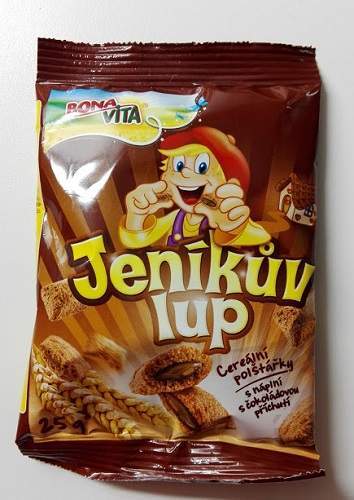 BONA
VITA
Jeníkův
lup
Cereální
polštářky
s náplní
s čokoládovou
příchutí
25 g